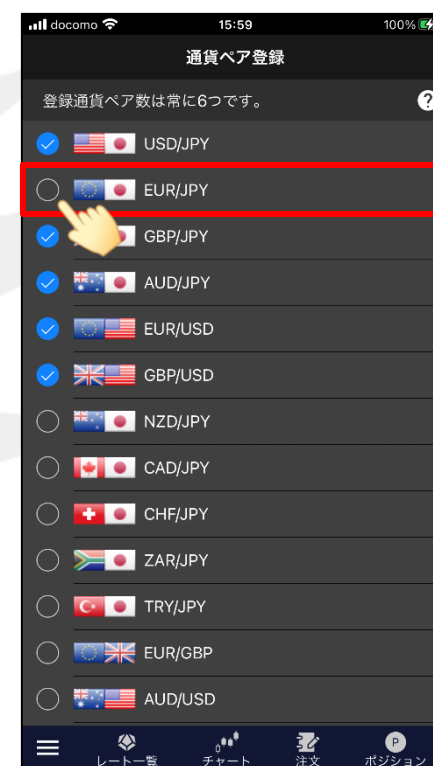 docomo 15:59 100%
通貨ペア登録
登録通貨ペア数は常に6つです。 ?
USD/JPY
EUR/JPY
GBP/JPY
AUD/JPY
EUR/USD
GBP/USD
NZD/JPY
CAD/JPY
CHF/JPY
ZAR/JPY
TRY/JPY
EUR/GBP
AUD/USD
レート一覧 チャート 注文 P ポジション